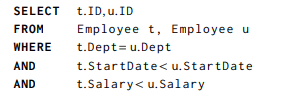 SELECT t.ID,u.ID
FROM Employee t, Employee u
WHERE t.Dept=u.Dept
AND t.StartDate<u.StartDate
AND t.Salary<u.Salary